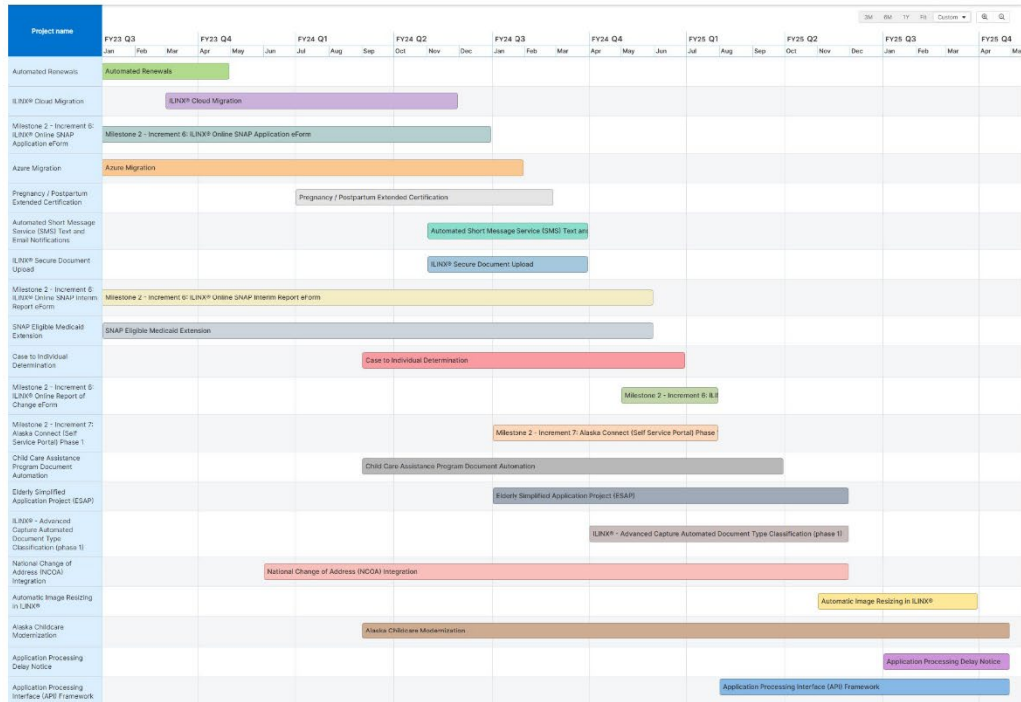 3M 6M 1Y Fit Custom
Project name
FY23 Q3 FY23 Q4 FY24 Q1 FY24 Q2 FY24 Q3 FY24 Q4 FY25 Q1 FY25 Q2 FY25 Q3 FY25 Q4
Jan Feb Mar Apr May Jun Jul Aug Sep Oct Nov Dec Jan Feb Mar Apr May Jun Jul Aug Sep Oct Nov Dec Jan Feb Mar Apr Ma
Automated Renewals
Automated Renewals
ILINX® Cloud Migration
ILINX® Cloud Migration
Milestone 2 - Increment 6:
ILINX® Online SNAP
Application eForm
Milestone 2 - Increment 6: ILINX® Online SNAP Application eForm
Azure Migration
Azure Migration
Pregnancy / Postpartum
Extended Certification
Pregnancy / Postpartum Extended Certification
Automated Short Message
Service (SMS) Text and
Email Notifications
Automated Short Message Service (SMS) Text an
ILINX® Secure Document
Upload
ILINX® Secure Document Upload
Milestone 2 - Increment 6:
ILINX® Online SNAP Interim
Report eForm
Milestone 2 - Increment 6: ILINX® Online SNAP Interim Report eForm
SNAP Eligible Medicaid
Extension
SNAP Eligible Medicaid Extension
Case to Individual
Determination
Case to Individual Determination
Milestone 2 - Increment 6:
ILINX® Online Report of
Change eForm
Milestone 2 - Increment 6: ILI
Milestone 2 - Increment 7:
Alaska Connect (Self
Service Portal) Phase 1
Milestone 2 - Increment 7: Alaska Connect (Self Service Portal) Phase
Child Care Assistance
Program Document
Automation
Child Care Assistance Program Document Automation
Elderly Simplified
Application Project (ESAP)
Elderly Simplified Application Project (ESAP)
ILINX® - Advanced
Capture Automated
Document Type
Classification (phase 1)
ILINX® - Advanced Capture Automated Document Type Classification (phase 1)
National Change of
Address (NCOA)
Integration
National Change of Address (NCOA) Integration
Automatic Image Resizing
in ILINX®
Automatic Image Resizing in ILINX®
Alaska Childcare
Modernization
Alaska Childcare Modernization
Application Processing
Delay Notice
Application Processing Delay Notice
Application Processing
Interface (API) Framework
Application Processing Interface (API) Framework